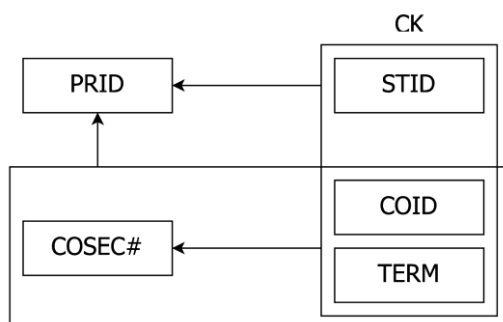 CK
PRID
STID
COID
COSEC#
TERM